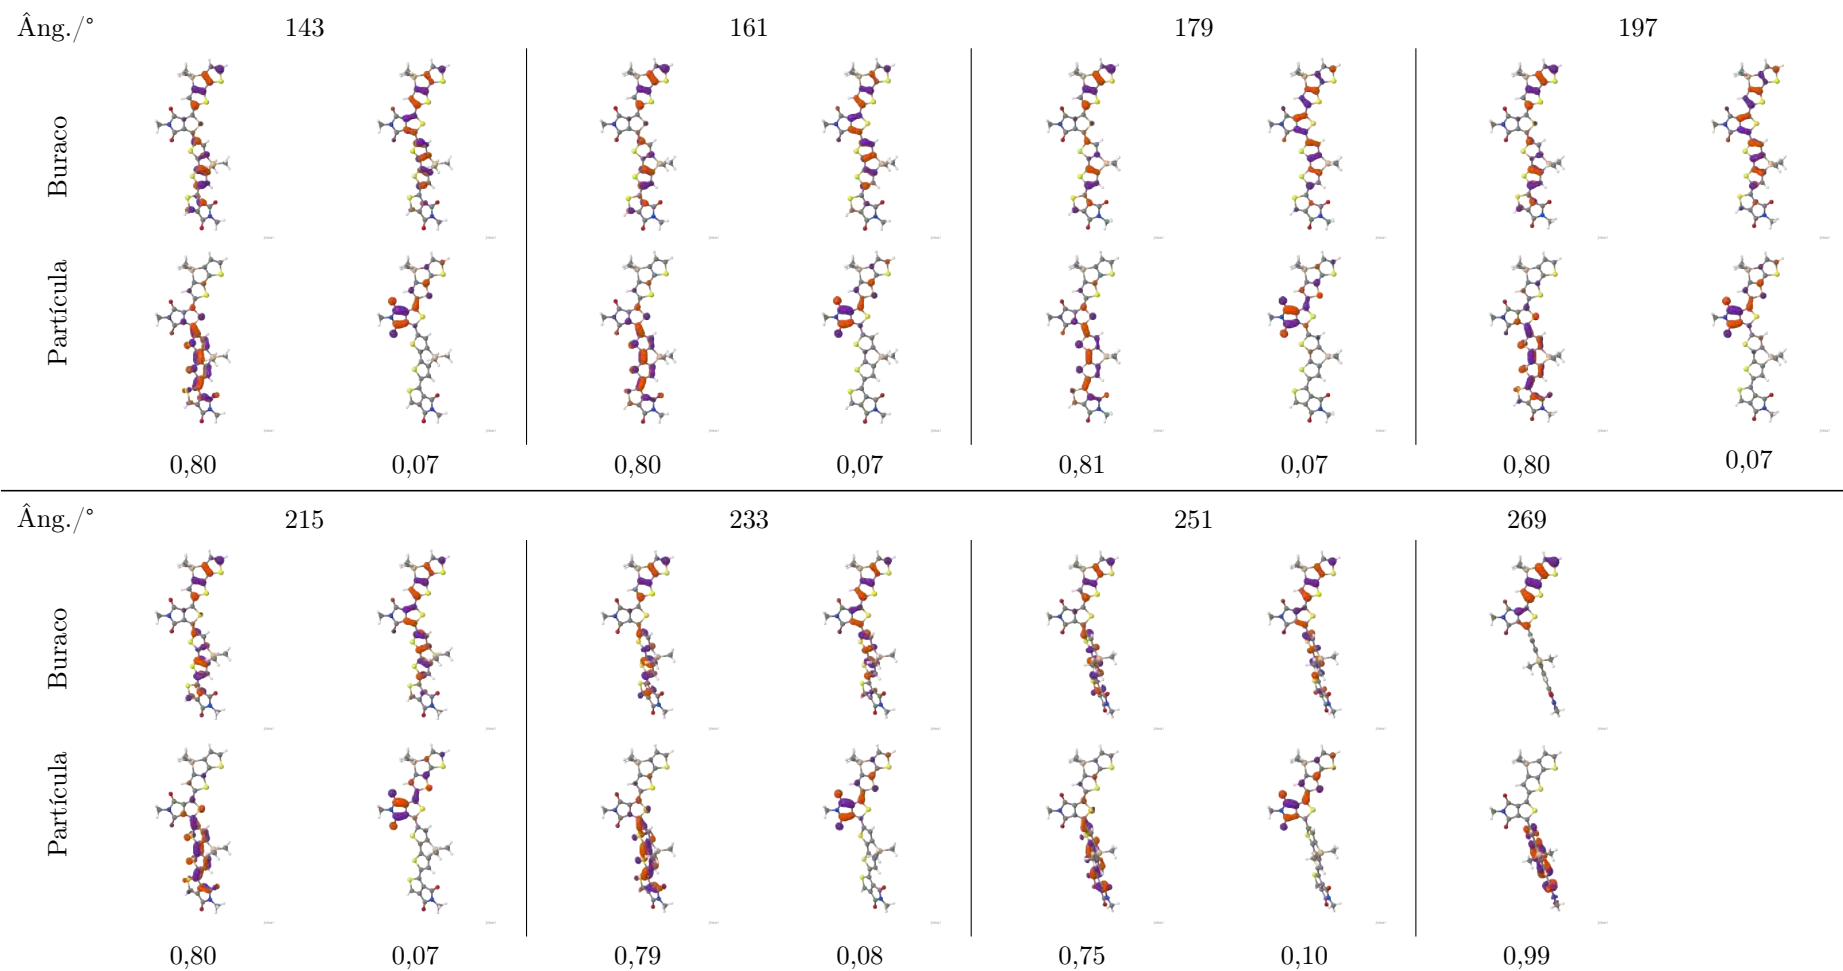 Âng./° 143 161 179 197
Buraco
Partícula
0,80 0,07 0,80 0,07 0,81 0,07 0,80 0,07
Âng./° 215 233 251 269
Buraco
Partícula
0,80 0,07 0,79 0,08 0,75 0,10 0,99